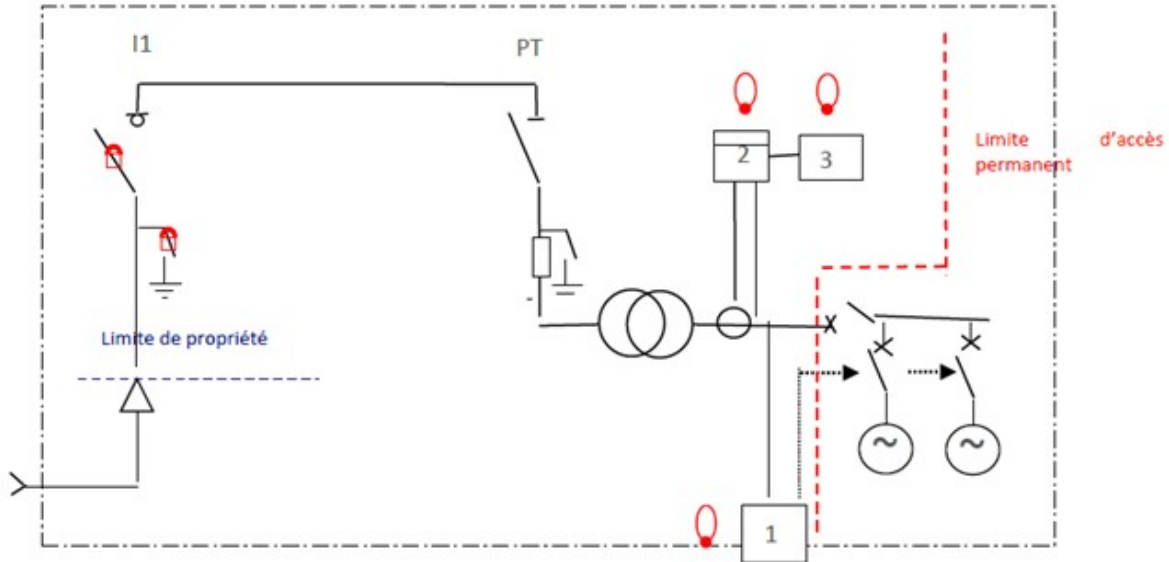 I1
PT
2
3
Limite d'accès
permanent
Limite de propriété
1